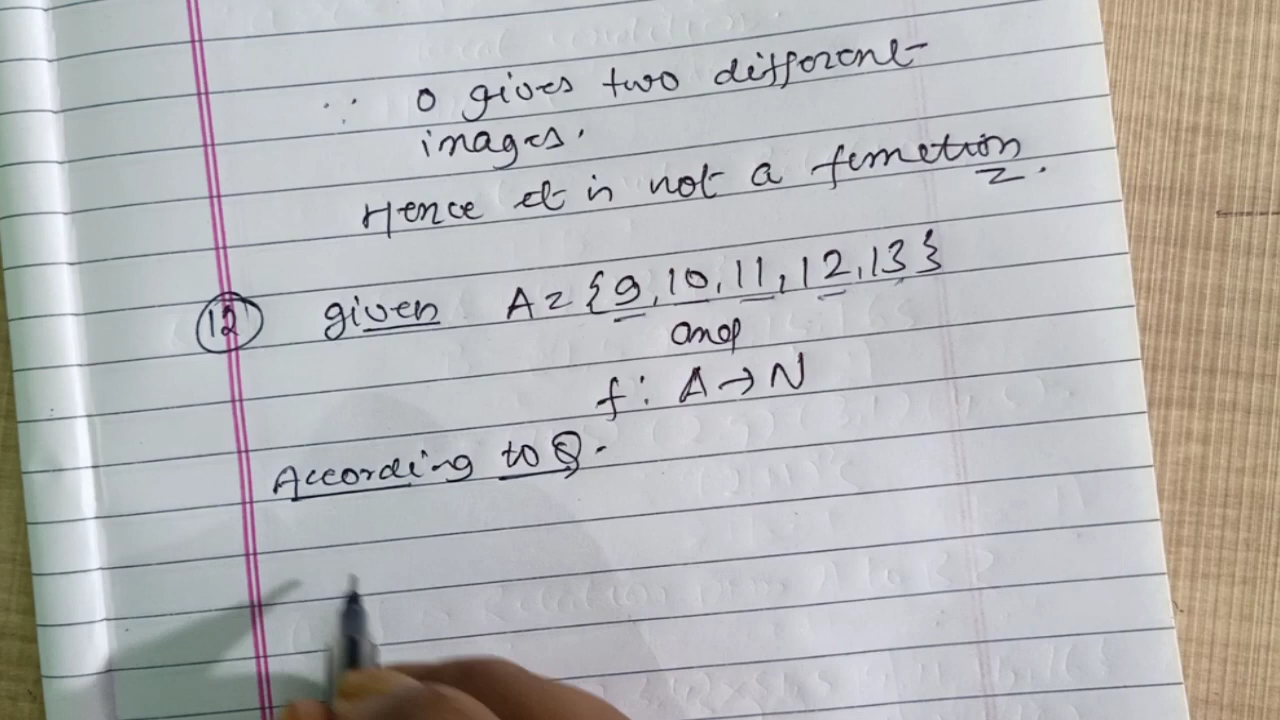 ∵ 0 gives two different
images.
Hence it is not a function.
12 given A = {9, 10, 11, 12, 13}
and
f : A → N
According to Q.